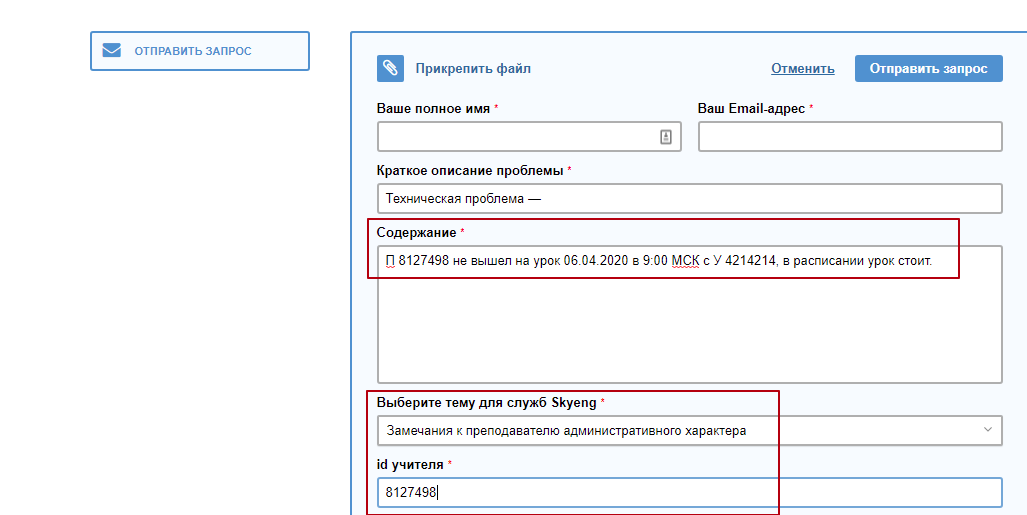 ОТПРАВИТЬ ЗАПРОС
Прикрепить файл
Отменить
Отправить запрос
Ваше полное имя *
Ваш Email-адрес *
Краткое описание проблемы *
Техническая проблема —
Содержание *
П 8127498 не вышел на урок 06.04.2020 в 9:00 МСК с У 4214214, в расписании урок стоит.
Выберите тему для служб Skyeng *
Замечания к преподавателю административного характера
id учителя *
8127498